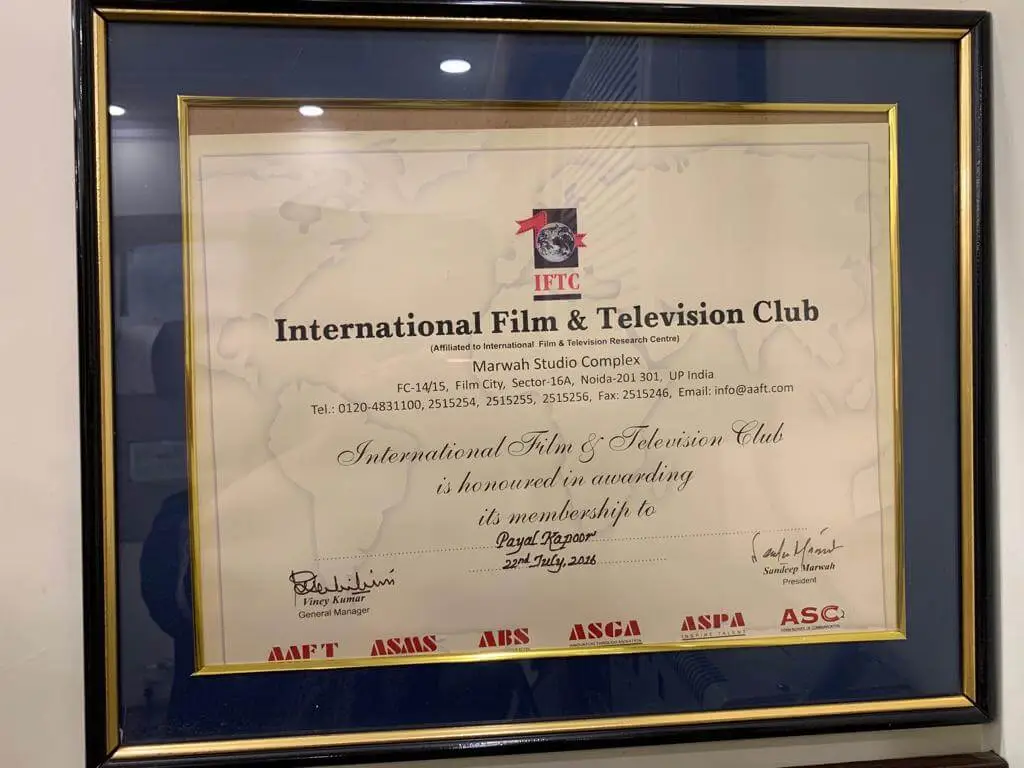 IFTC
International Film & Television Club
(Affiliated to International Film & Television Research Centre)
Marwah Studio Complex
FC-14/15, Film City, Sector-16A, Noida-201 301, UP India
Tel.: 0120-4831100, 2515254, 2515255, 2515256, Fax: 2515246, Email: info@aaft.com
International Film & Television Club
is honoured in awarding
its membership to
Payal Kapoor
22nd July, 2016
Viney Kumar
General Manager
Sandeep Marwah
President
AAFT ASMS ABS ASGA ASPA ASC
INSPIRE TALENT